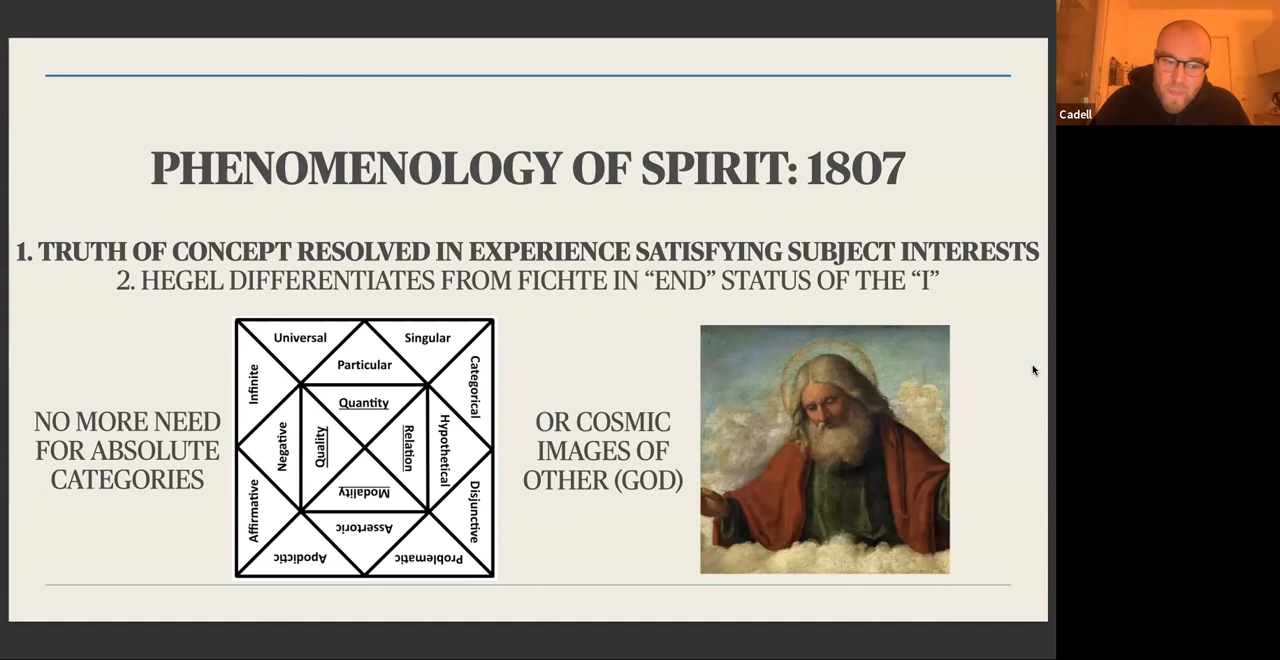 Cadell
PHENOMENOLOGY OF SPIRIT: 1807
1. TRUTH OF CONCEPT RESOLVED IN EXPERIENCE SATISFYING SUBJECT INTERESTS
2. HEGEL DIFFERENTIATES FROM FICHTE IN “END” STATUS OF THE “I”
NO MORE NEED
FOR ABSOLUTE
CATEGORIES
Universal
Singular
Particular
Infinite
Categorical
Quantity
Negative
Quality
Relation
Hypothetical
Modality
Affirmative
Disjunctive
Assertoric
Apodictic
Problematic
OR COSMIC
IMAGES OF
OTHER (GOD)